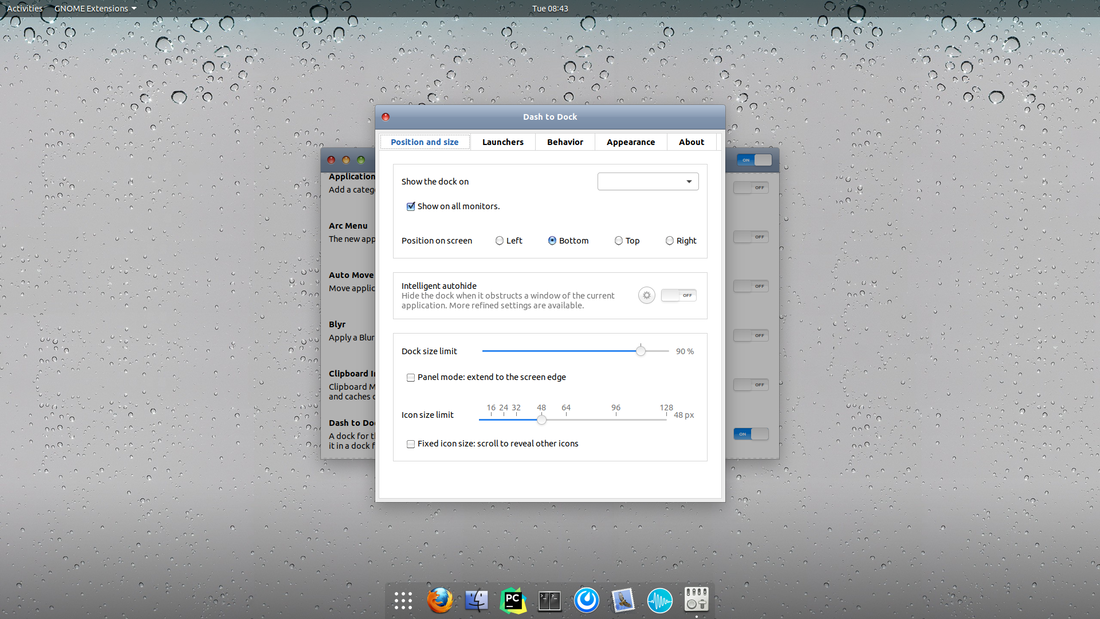 Activities GNOME Extensions Tue 08:43
Dash to Dock
Position and size Launchers Behavior Appearance About
Show the dock on
Show on all monitors.
Position on screen Left Bottom Top Right
Intelligent autohide
Hide the dock when it obstructs a window of the current
application. More refined settings are available.
OFF
Dock size limit 90 %
Panel mode: extend to the screen edge
16 24 32 48 64 96 128
Icon size limit 48 px
Fixed icon size: scroll to reveal other icons
ON
Application
Add a categ
OFF
Arc Menu
The new app
OFF
Auto Move
Move applic
OFF
Blyr
Apply a Blur
OFF
Clipboard In
Clipboard M
and caches
OFF
Dash to Do
A dock for t
it in a dock f
ON
PC